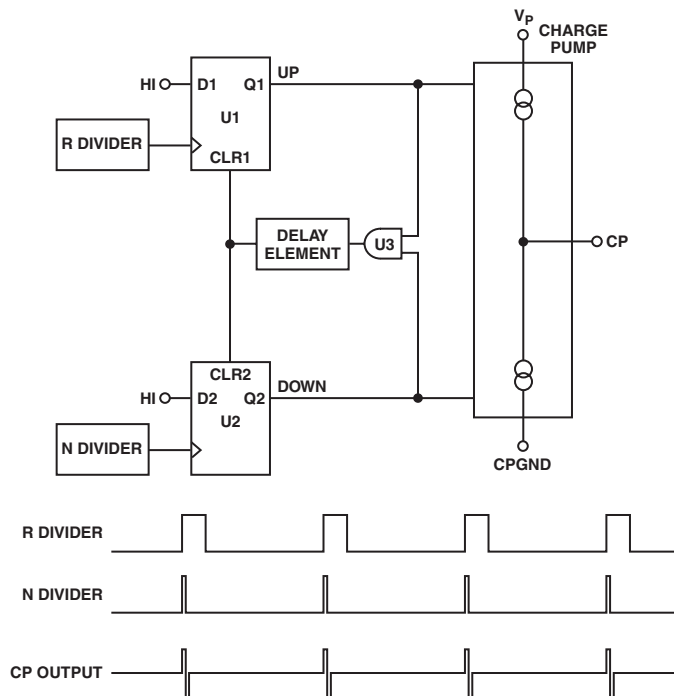 VP
CHARGE
PUMP
HI
D1
Q1
UP
U1
R DIVIDER
CLR1
DELAY
ELEMENT
U3
CP
CLR2
HI
D2
Q2
DOWN
U2
N DIVIDER
CPGND
R DIVIDER
N DIVIDER
CP OUTPUT